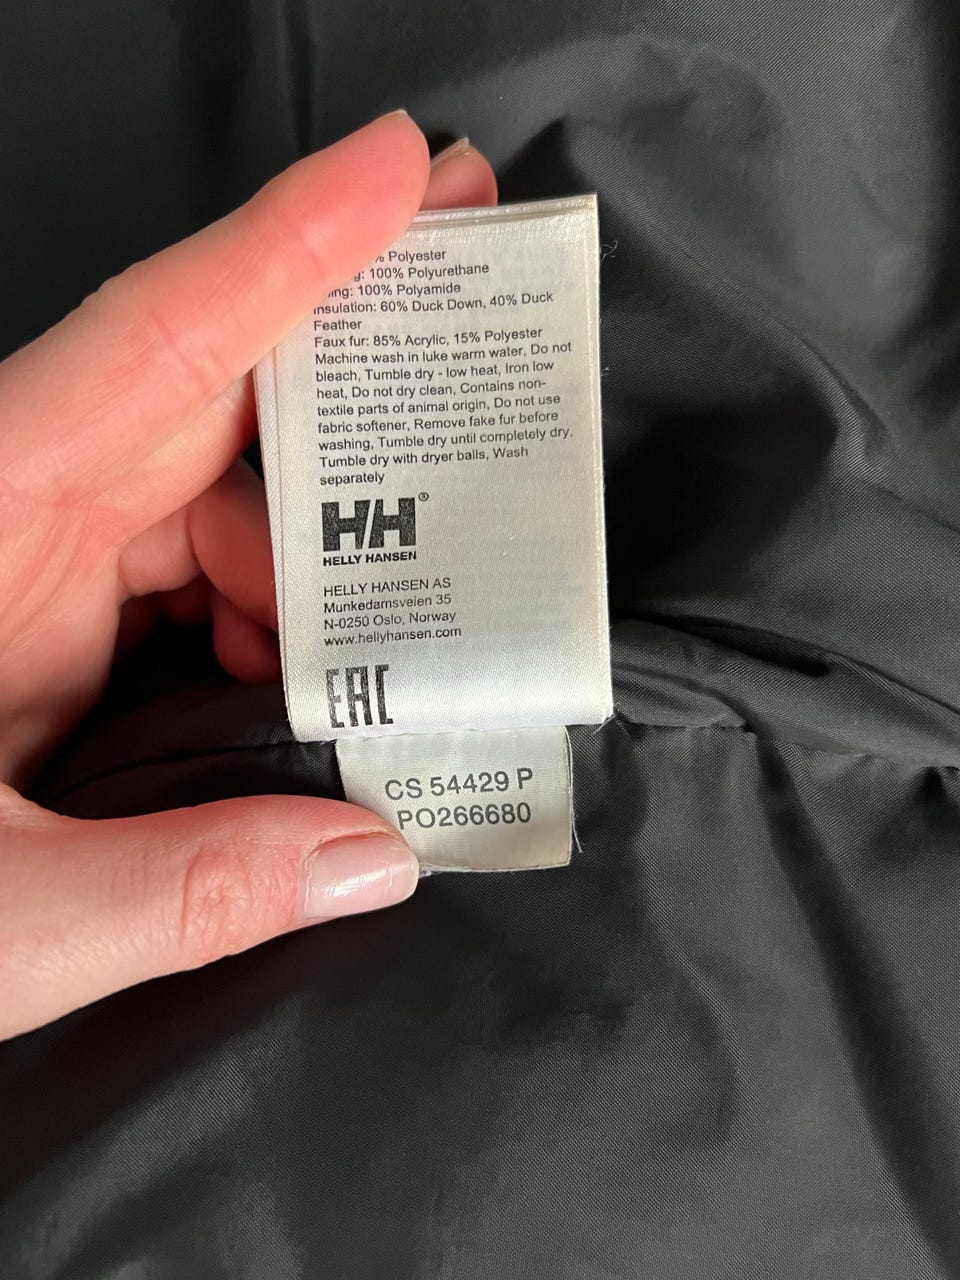 % Polyester
g: 100% Polyurethane
ing: 100% Polyamide
Insulation: 60% Duck Down, 40% Duck
Feather
Faux fur: 85% Acrylic, 15% Polyester
Machine wash in luke warm water, Do not
bleach, Tumble dry - low heat, Iron low
heat, Do not dry clean, Contains non-
textile parts of animal origin, Do not use
fabric softener, Remove fake fur before
washing, Tumble dry until completely dry,
Tumble dry with dryer balls, Wash
separately
HH®
HELLY HANSEN
HELLY HANSEN AS
Munkedamsveien 35
N-0250 Oslo, Norway
www.hellyhansen.com
EAC
CS 54429 P
PO266680